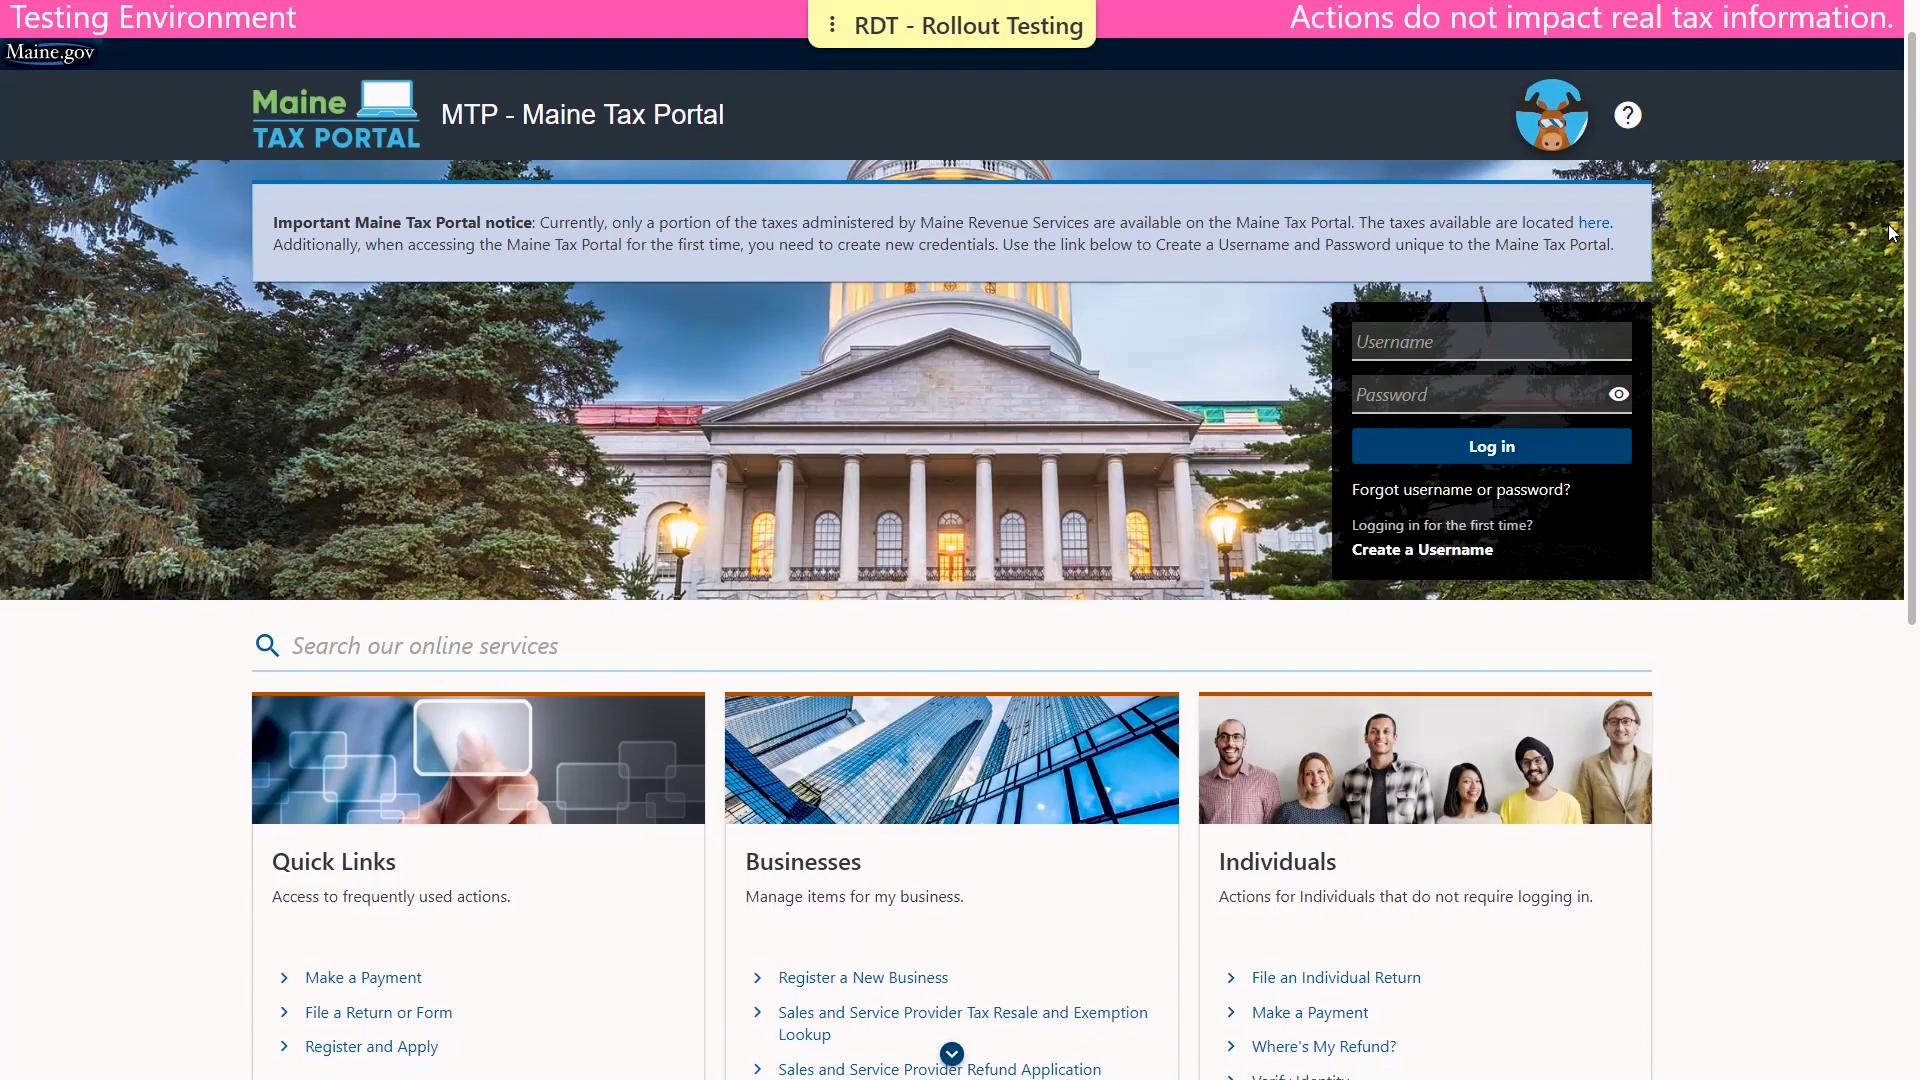 Testing Environment
RDT - Rollout Testing
Actions do not impact real tax information.
Maine.gov
Maine
TAX PORTAL
MTP - Maine Tax Portal
?
Important Maine Tax Portal notice: Currently, only a portion of the taxes administered by Maine Revenue Services are available on the Maine Tax Portal. The taxes available are located here.
Additionally, when accessing the Maine Tax Portal for the first time, you need to create new credentials. Use the link below to Create a Username and Password unique to the Maine Tax Portal.
Username
Password
Log in
Forgot username or password?
Logging in for the first time?
Create a Username
Search our online services
Quick Links
Access to frequently used actions.
Make a Payment
File a Return or Form
Register and Apply
Businesses
Manage items for my business.
Register a New Business
Sales and Service Provider Tax Resale and Exemption
Lookup
Sales and Service Provider Refund Application
Individuals
Actions for Individuals that do not require logging in.
File an Individual Return
Make a Payment
Where's My Refund?
Verify Identity